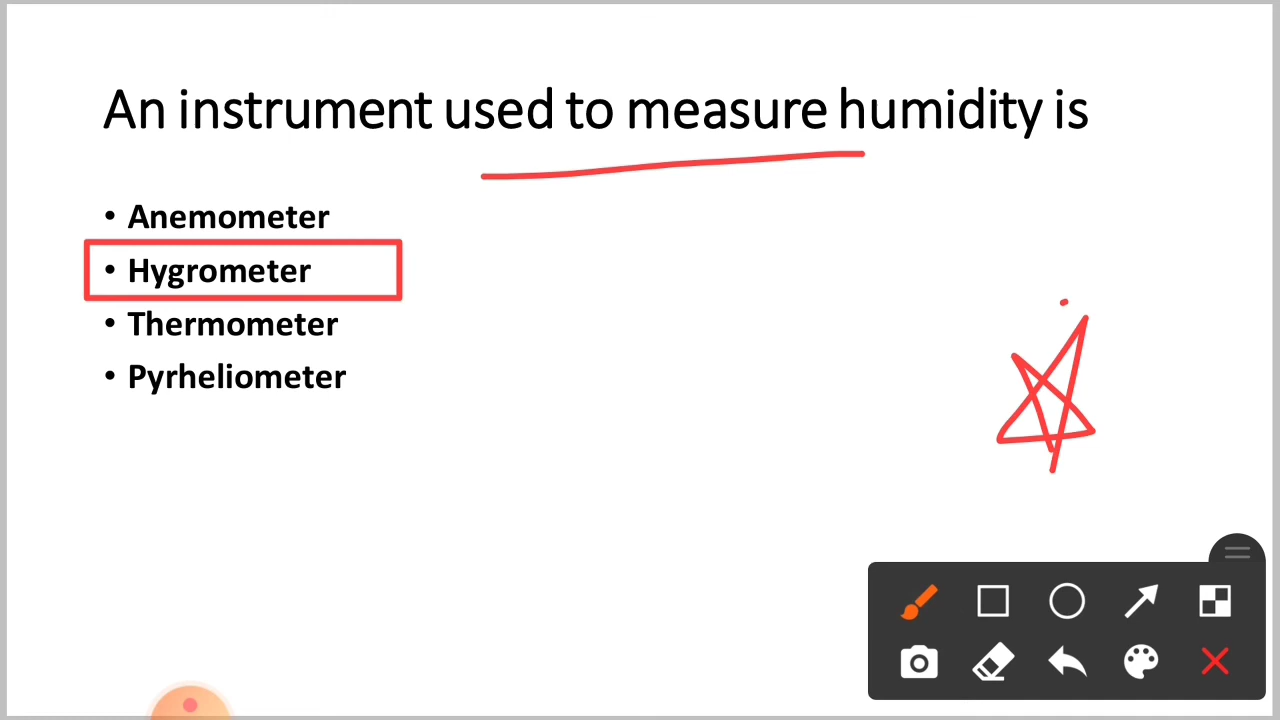 An instrument used to measure humidity is
• Anemometer
• Hygrometer
• Thermometer
• Pyrheliometer